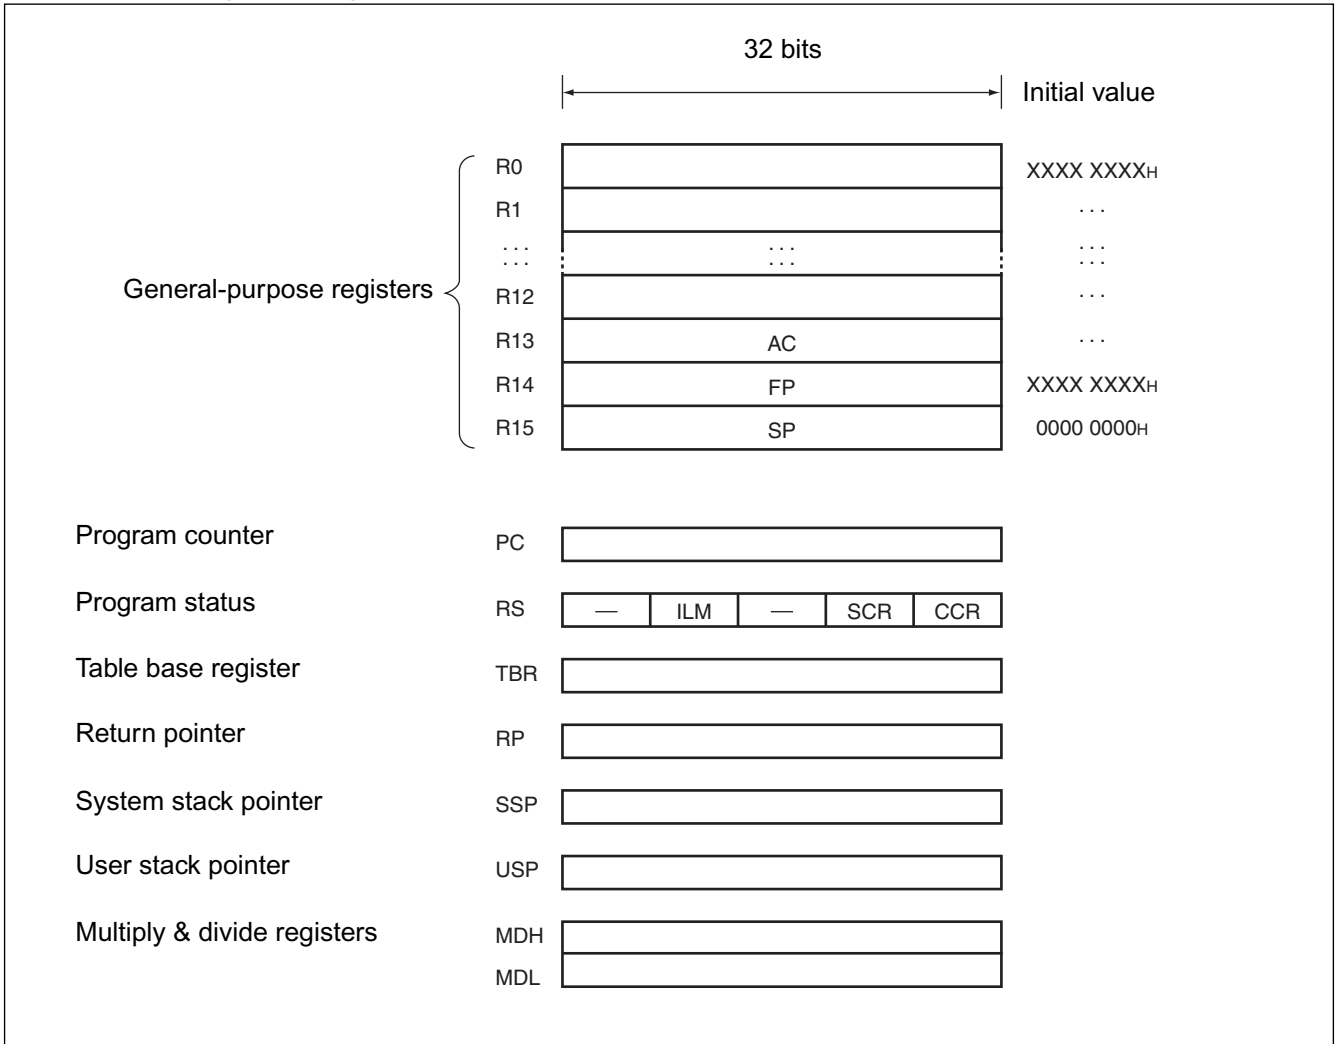 32 bits
Initial value
R0 XXXX XXXXH
R1 ...
... ... ...
... ... ...
General-purpose registers
R12 ...
R13 AC ...
R14 FP XXXX XXXXH
R15 SP 0000 0000H
Program counter PC
Program status RS — ILM — SCR CCR
Table base register TBR
Return pointer RP
System stack pointer SSP
User stack pointer USP
Multiply & divide registers MDH
MDL